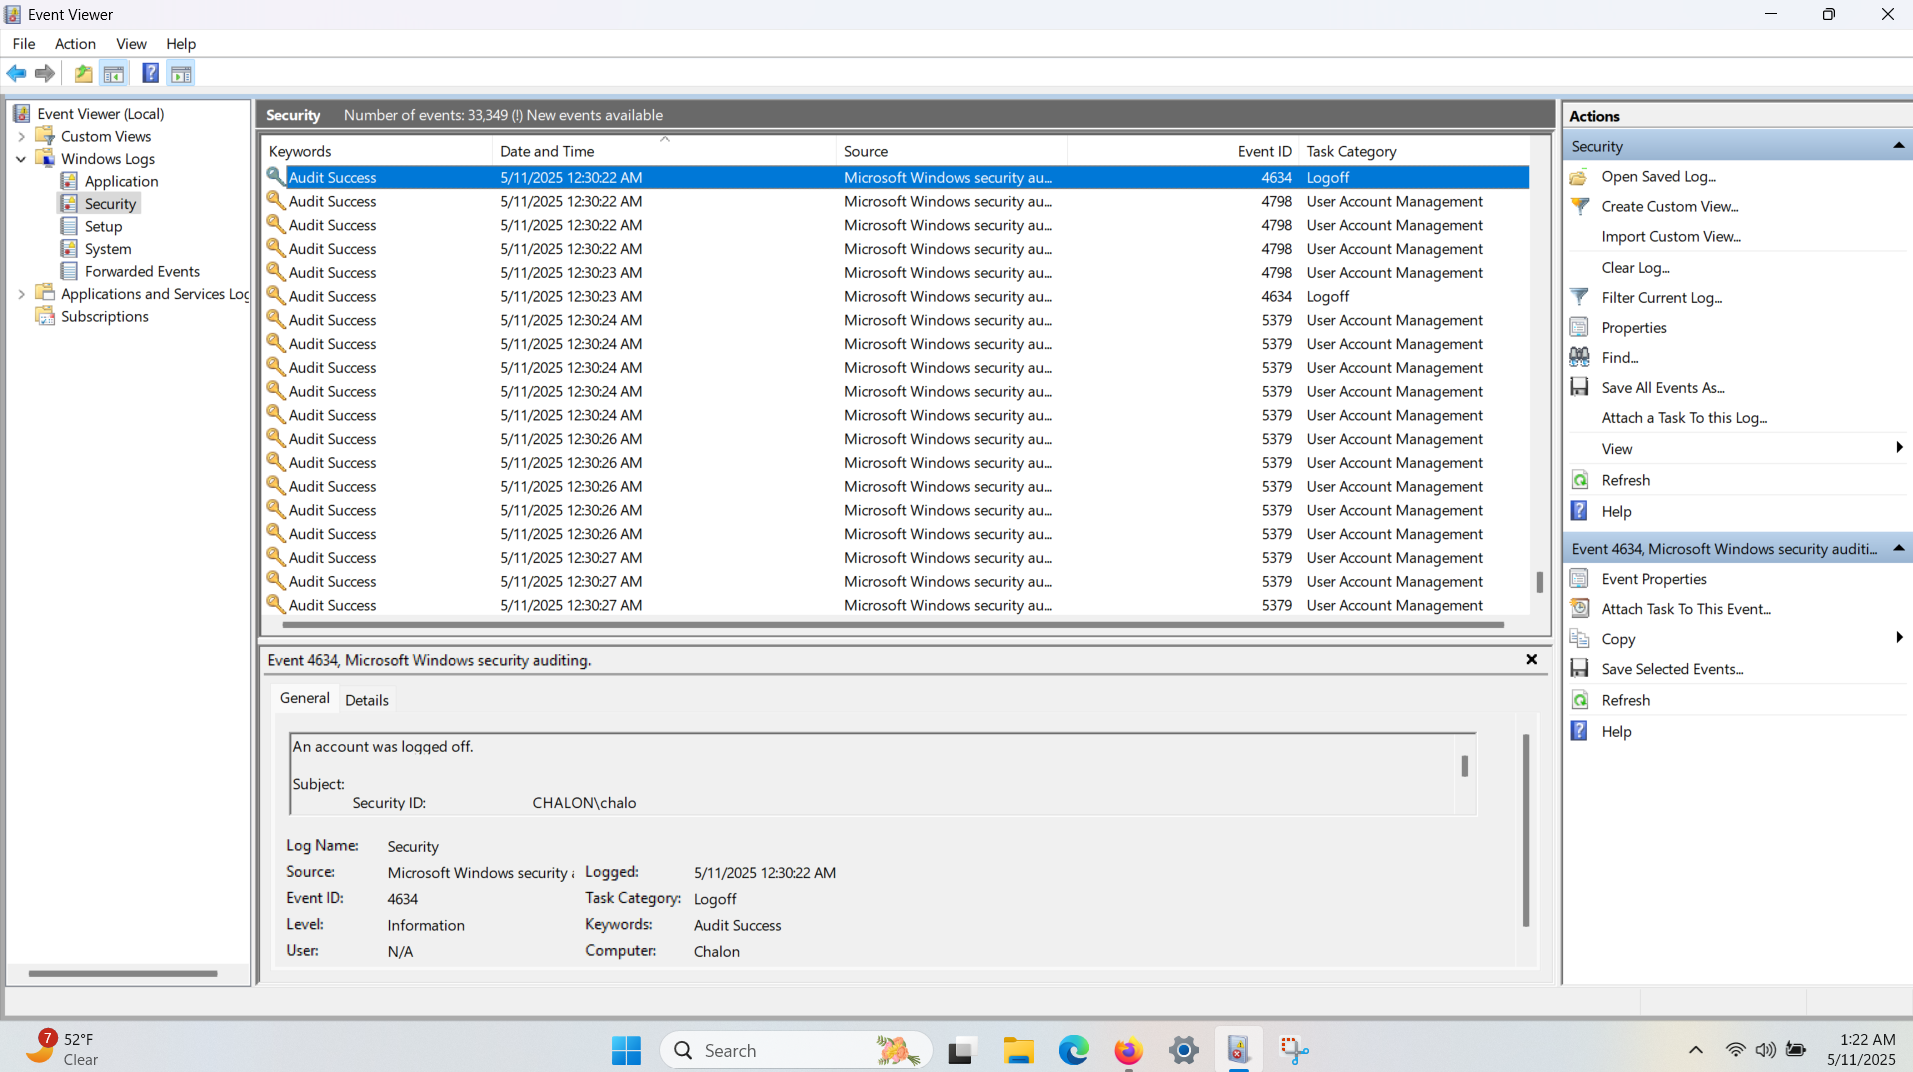 Event Viewer
File Action View Help
Event Viewer (Local)
Custom Views
Windows Logs
Application
Security
Setup
System
Forwarded Events
Applications and Services Log
Subscriptions
Security Number of events: 33,349 (!) New events available
Keywords Date and Time Source Event ID Task Category
Audit Success 5/11/2025 12:30:22 AM Microsoft Windows security au... 4634 Logoff
Audit Success 5/11/2025 12:30:22 AM Microsoft Windows security au... 4798 User Account Management
Audit Success 5/11/2025 12:30:22 AM Microsoft Windows security au... 4798 User Account Management
Audit Success 5/11/2025 12:30:22 AM Microsoft Windows security au... 4798 User Account Management
Audit Success 5/11/2025 12:30:23 AM Microsoft Windows security au... 4798 User Account Management
Audit Success 5/11/2025 12:30:23 AM Microsoft Windows security au... 4634 Logoff
Audit Success 5/11/2025 12:30:24 AM Microsoft Windows security au... 5379 User Account Management
Audit Success 5/11/2025 12:30:24 AM Microsoft Windows security au... 5379 User Account Management
Audit Success 5/11/2025 12:30:24 AM Microsoft Windows security au... 5379 User Account Management
Audit Success 5/11/2025 12:30:24 AM Microsoft Windows security au... 5379 User Account Management
Audit Success 5/11/2025 12:30:24 AM Microsoft Windows security au... 5379 User Account Management
Audit Success 5/11/2025 12:30:26 AM Microsoft Windows security au... 5379 User Account Management
Audit Success 5/11/2025 12:30:26 AM Microsoft Windows security au... 5379 User Account Management
Audit Success 5/11/2025 12:30:26 AM Microsoft Windows security au... 5379 User Account Management
Audit Success 5/11/2025 12:30:26 AM Microsoft Windows security au... 5379 User Account Management
Audit Success 5/11/2025 12:30:26 AM Microsoft Windows security au... 5379 User Account Management
Audit Success 5/11/2025 12:30:27 AM Microsoft Windows security au... 5379 User Account Management
Audit Success 5/11/2025 12:30:27 AM Microsoft Windows security au... 5379 User Account Management
Audit Success 5/11/2025 12:30:27 AM Microsoft Windows security au... 5379 User Account Management
Event 4634, Microsoft Windows security auditing.
General Details
An account was logged off.
Subject:
Security ID: CHALON\chalo
Log Name: Security
Source: Microsoft Windows security Logged: 5/11/2025 12:30:22 AM
Event ID: 4634 Task Category: Logoff
Level: Information Keywords: Audit Success
User: N/A Computer: Chalon
Actions
Security
Open Saved Log...
Create Custom View...
Import Custom View...
Clear Log...
Filter Current Log...
Properties
Find...
Save All Events As...
Attach a Task To this Log...
View
Refresh
Help
Event 4634, Microsoft Windows security auditi...
Event Properties
Attach Task To This Event...
Copy
Save Selected Events...
Refresh
Help
7
52°F
Clear
Search
1:22 AM
5/11/2025